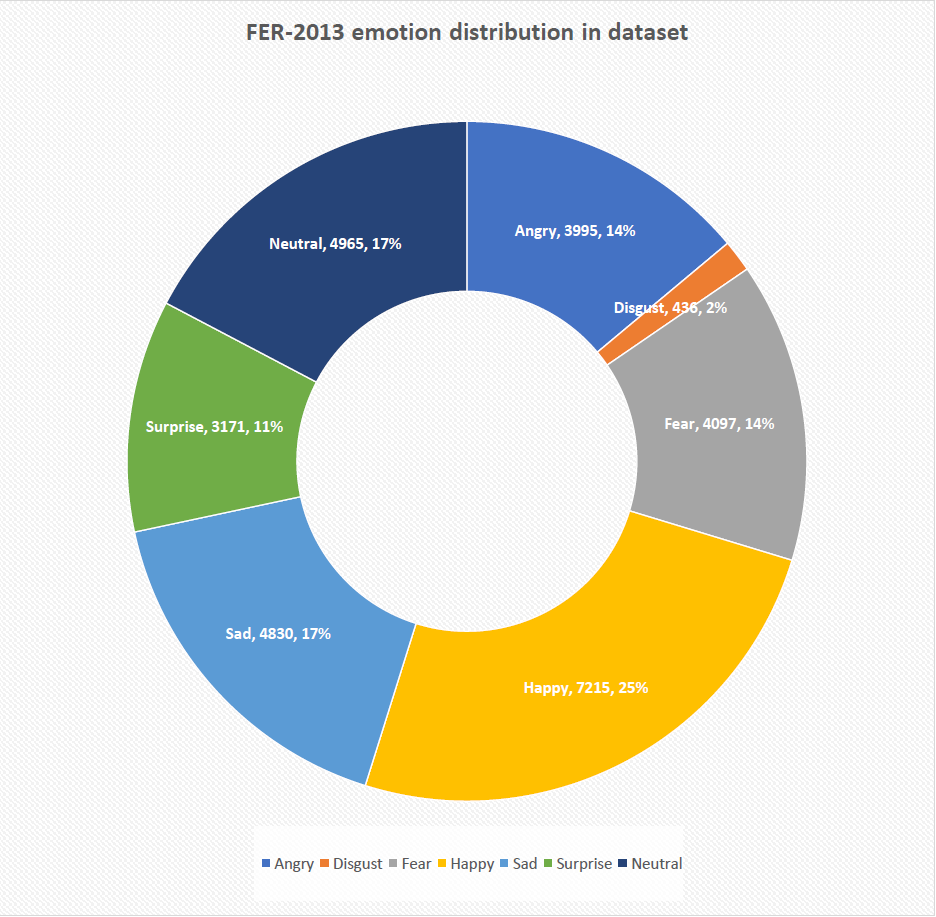 FER-2013 emotion distribution in dataset
Angry, 3995, 14%
Neutral, 4965, 17%
Disgust, 436, 2%
Fear, 4097, 14%
Surprise, 3171, 11%
Sad, 4830, 17%
Happy, 7215, 25%
Angry Disgust Fear Happy Sad Surprise Neutral